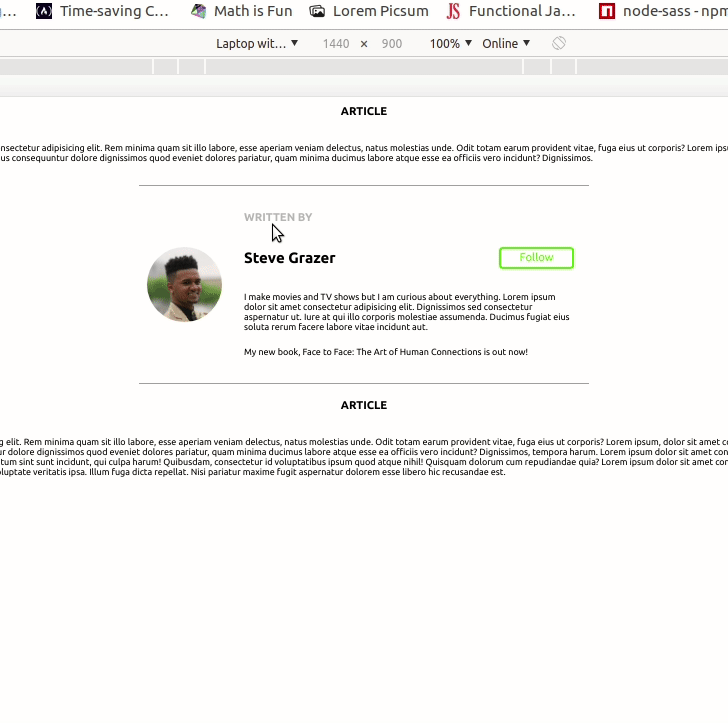 Time-saving C…
Math is Fun
Lorem Picsum
JS Functional Ja…
n node-sass - npm
Laptop wit… ▼ 1440 × 900 100% ▼ Online ▼
ARTICLE
nsectetur adipisicing elit. Rem minima quam sit illo labore, esse aperiam veniam delectus, natus molestias unde. Odit totam earum provident vitae, fuga eius ut corporis? Lorem ipsu
us consequuntur dolore dignissimos quod eveniet dolores pariatur, quam minima ducimus labore atque esse ea officiis vero incidunt? Dignissimos.
WRITTEN BY
Steve Grazer
Follow
I make movies and TV shows but I am curious about everything. Lorem ipsum
dolor sit amet consectetur adipisicing elit. Dignissimos sed consectetur
aspernatur ut. Iure at qui illo corporis molestiae assumenda. Ducimus fugiat eius
soluta rerum facere labore vitae incidunt aut.
My new book, Face to Face: The Art of Human Connections is out now!
ARTICLE
g elit. Rem minima quam sit illo labore, esse aperiam veniam delectus, natus molestias unde. Odit totam earum provident vitae, fuga eius ut corporis? Lorem ipsum, dolor sit amet co
ur dolore dignissimos quod eveniet dolores pariatur, quam minima ducimus labore atque esse ea officiis vero incidunt? Dignissimos, tempora harum. Lorem ipsum dolor sit amet con
tum sint sunt incidunt, qui culpa harum! Quibusdam, consectetur id voluptatibus ipsum quod atque nihil! Quisquam dolorum cum repudiandae quia? Lorem ipsum dolor sit amet con
oluptate veritatis ipsa. Illum fuga dicta repellat. Nisi pariatur maxime fugit aspernatur dolorem esse libero hic recusandae est.